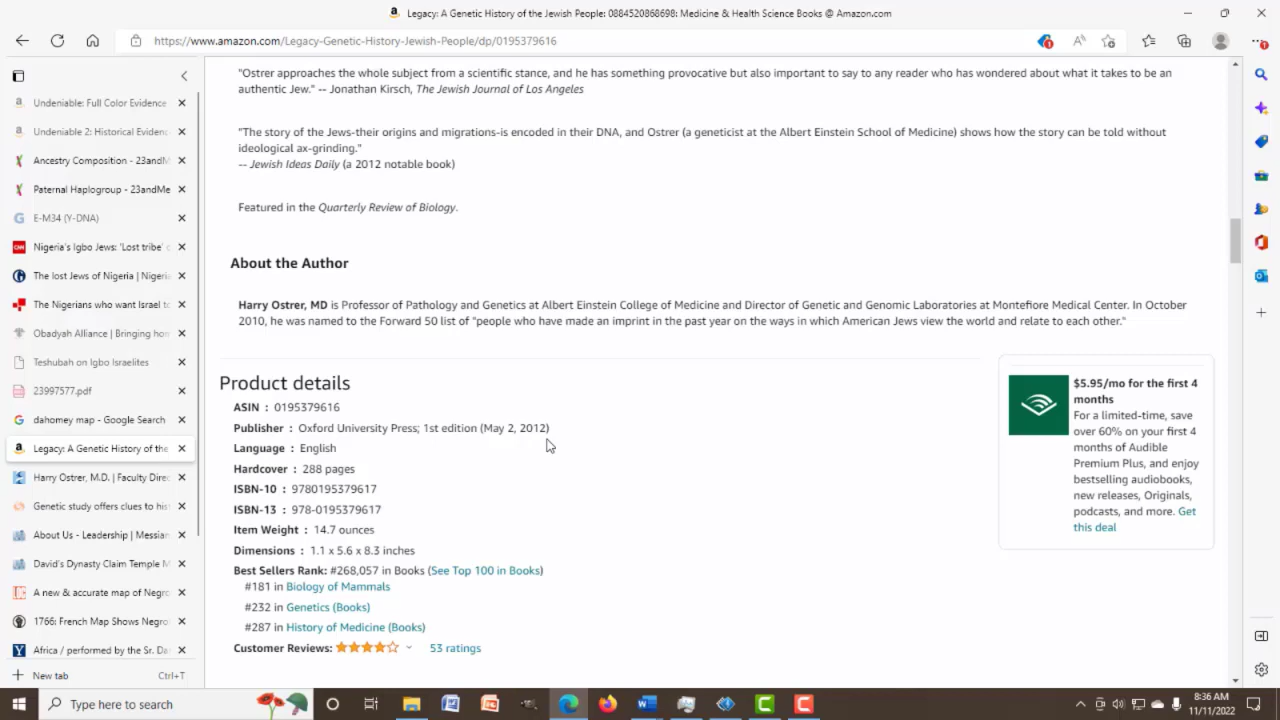 Legacy: A Genetic History of the Jewish People: 0884520868698: Medicine & Health Science Books @ Amazon.com
https://www.amazon.com/Legacy-Genetic-History-Jewish-People/dp/0195379616
Undeniable: Full Color Evidence
Undeniable 2: Historical Evidenc
Ancestry Composition - 23andM
Paternal Haplogroup - 23andMe
E-M34 (Y-DNA)
Nigeria's Igbo Jews: 'Lost tribe' o
The lost Jews of Nigeria | Nigeria
The Nigerians who want Israel to
Obadyah Alliance | Bringing hon
Teshubah on Igbo Israelites
23997577.pdf
dahomey map - Google Search
Legacy: A Genetic History of the
Harry Ostrer, M.D. | Faculty Direc
Genetic study offers clues to hist
About Us - Leadership | Messian
David's Dynasty Claim Temple M
A new & accurate map of Negro
1766: French Map Shows Negro
Africa / performed by the Sr. Da
New tab Ctrl+T
"Ostrer approaches the whole subject from a scientific stance, and he has something provocative but also important to say to any reader who has wondered about what it takes to be an
authentic Jew." -- Jonathan Kirsch, The Jewish Journal of Los Angeles
"The story of the Jews-their origins and migrations-is encoded in their DNA, and Ostrer (a geneticist at the Albert Einstein School of Medicine) shows how the story can be told without
ideological ax-grinding."
-- Jewish Ideas Daily (a 2012 notable book)
Featured in the Quarterly Review of Biology.
About the Author
Harry Ostrer, MD is Professor of Pathology and Genetics at Albert Einstein College of Medicine and Director of Genetic and Genomic Laboratories at Montefiore Medical Center. In October
2010, he was named to the Forward 50 list of "people who have made an imprint in the past year on the ways in which American Jews view the world and relate to each other."
Product details
ASIN : 0195379616
Publisher : Oxford University Press; 1st edition (May 2, 2012)
Language : English
Hardcover : 288 pages
ISBN-10 : 9780195379617
ISBN-13 : 978-0195379617
Item Weight : 14.7 ounces
Dimensions : 1.1 x 5.6 x 8.3 inches
Best Sellers Rank: #268,057 in Books (See Top 100 in Books)
#181 in Biology of Mammals
#232 in Genetics (Books)
#287 in History of Medicine (Books)
Customer Reviews: 53 ratings
$5.95/mo for the first 4
months
For a limited-time, save
over 60% on your first 4
months of Audible
Premium Plus, and enjoy
bestselling audiobooks,
new releases, Originals,
podcasts, and more. Get
this deal
Type here to search
8:36 AM
11/11/2022